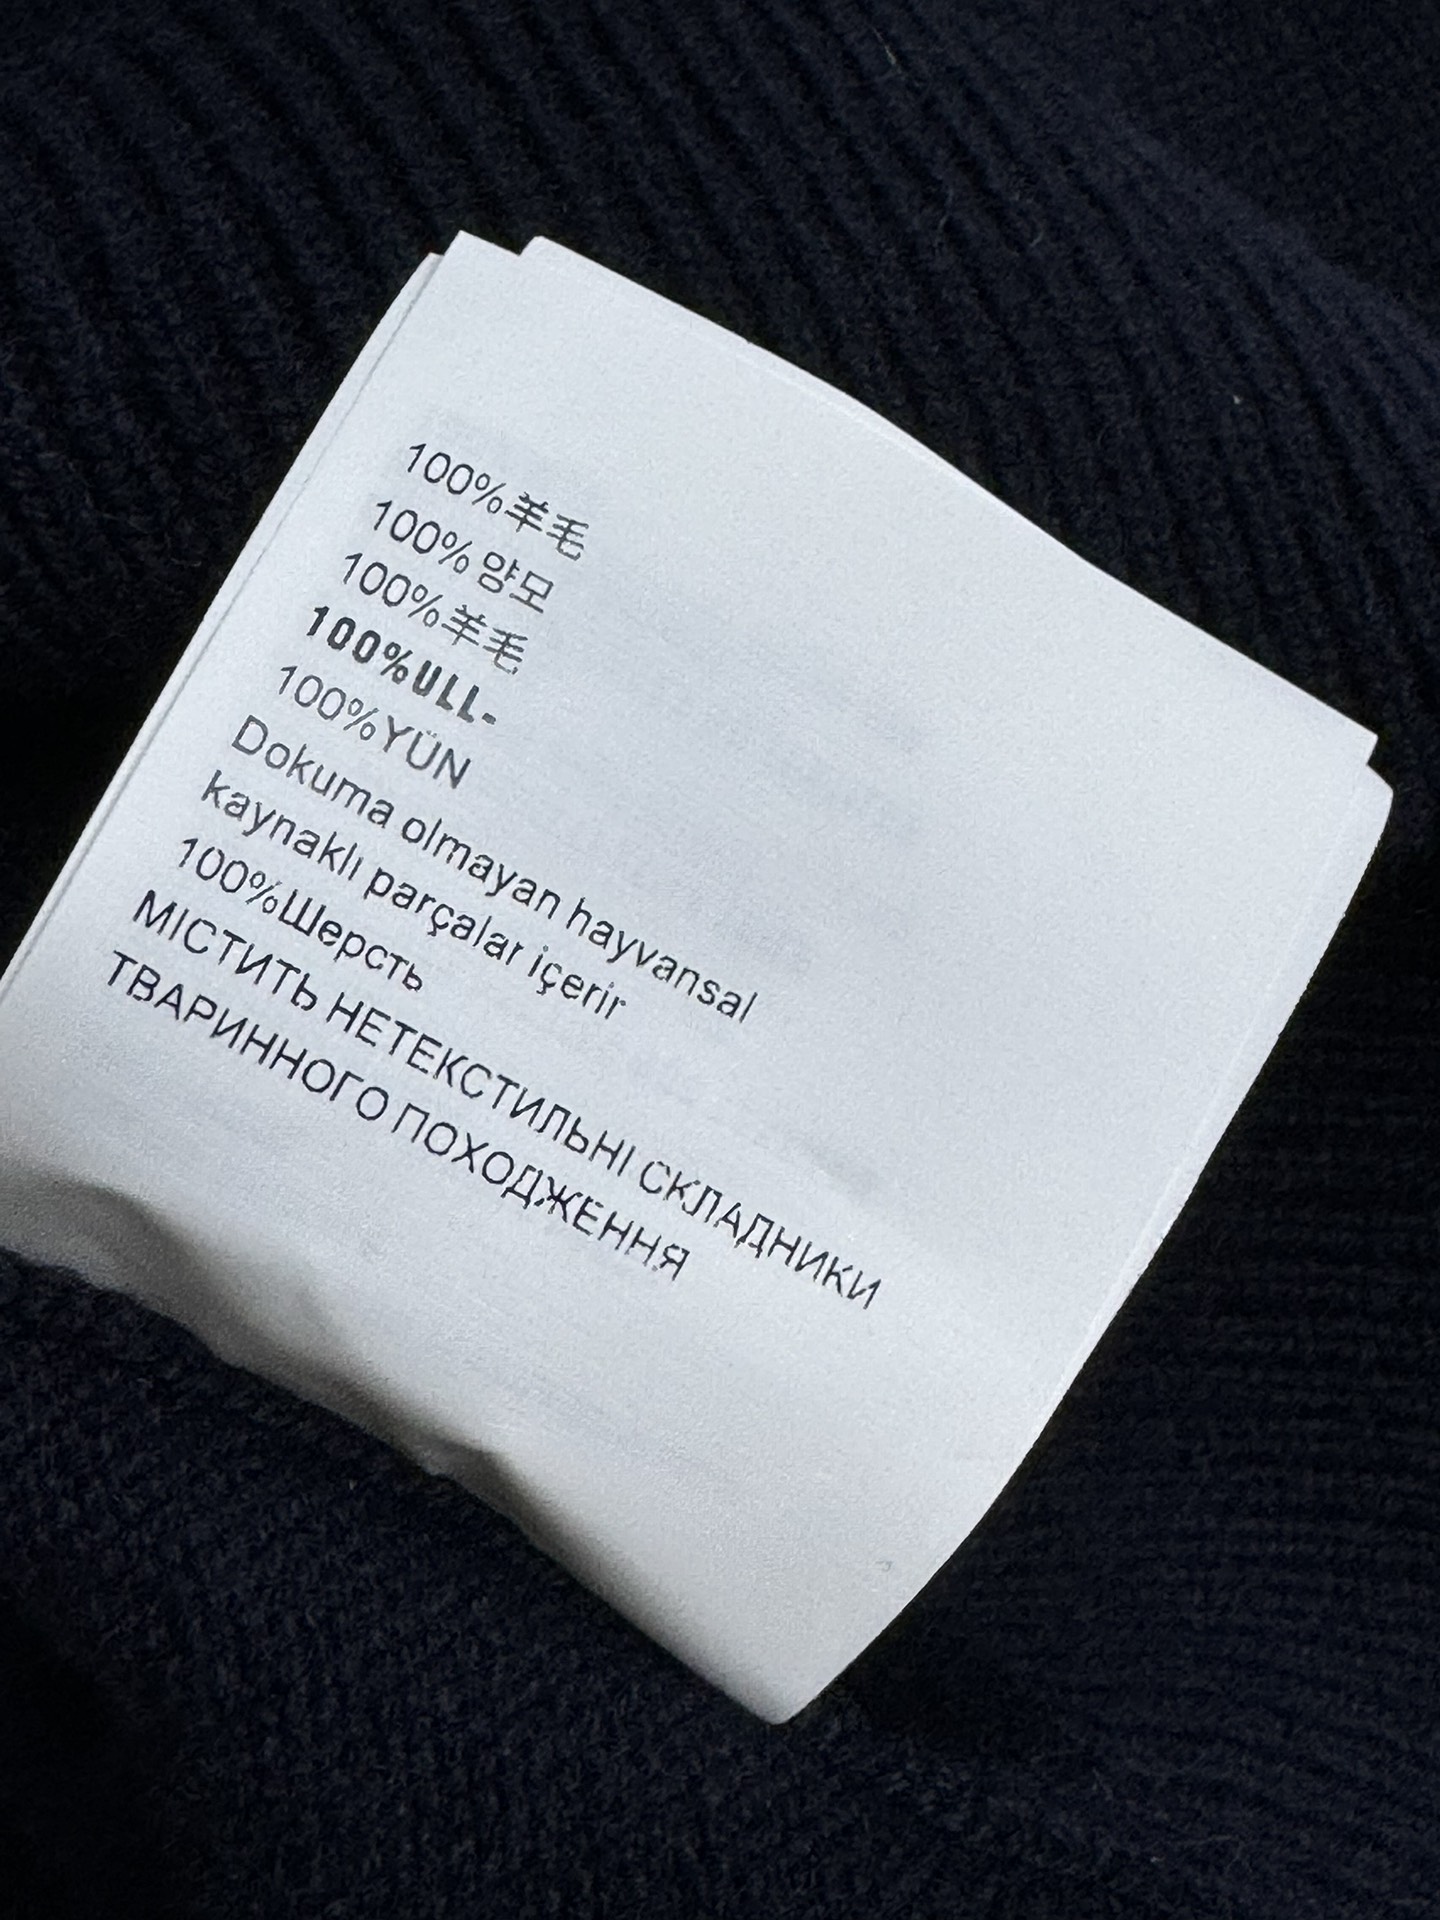 100%羊毛
100%양모
100%羊毛
100%ULL-
100%YÜN
Dokuma olmayan hayvansal
kaynaklı parçalar içerir
100%Шерсть
МІСТИТЬ НЕТЕКСТИЛЬНІ СКЛАДНИКИ
ТВАРИННОГО ПОХОДЖЕННЯ